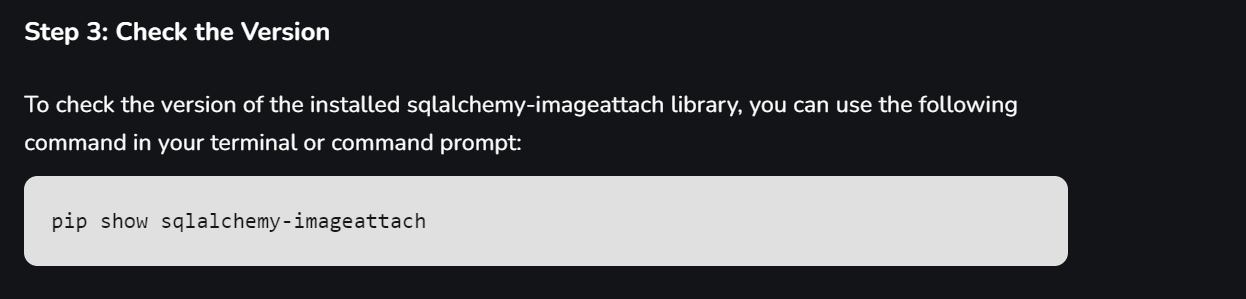 Step 3: Check the Version
To check the version of the installed sqlalchemy-imageattach library, you can use the following
command in your terminal or command prompt:
pip show sqlalchemy-imageattach